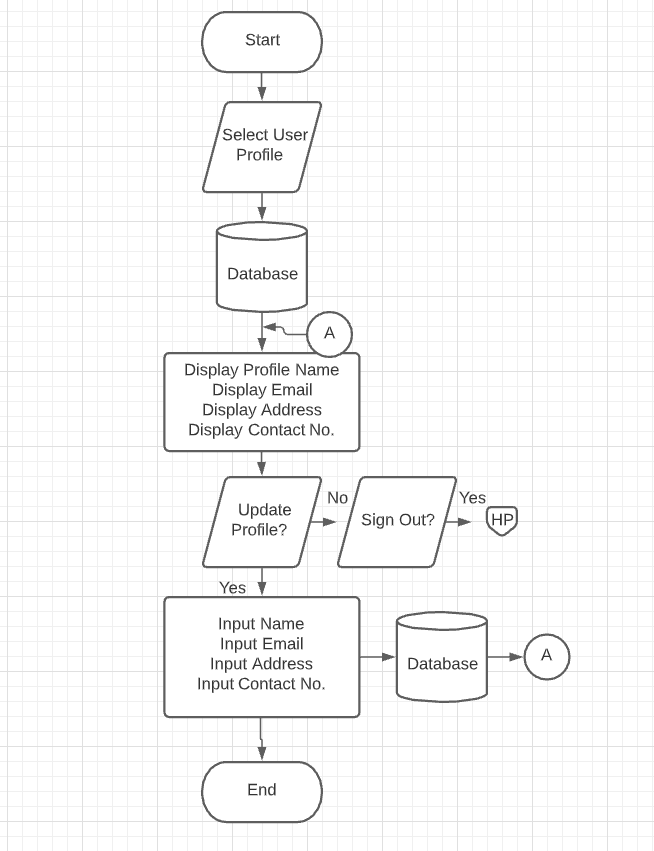 Start
Select User
Profile
Database
A
Display Profile Name
Display Email
Display Address
Display Contact No.
Update
Profile?
No
Sign Out?
Yes
HP
Yes
Input Name
Input Email
Input Address
Input Contact No.
Database
A
End